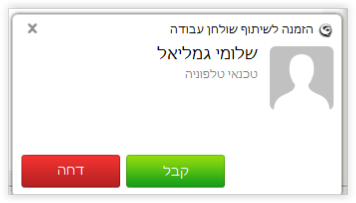 הזמנה לשיתוף שולחן עבודה
שלומי גמליאל
טכנאי טלפוניה
קבל
דחה